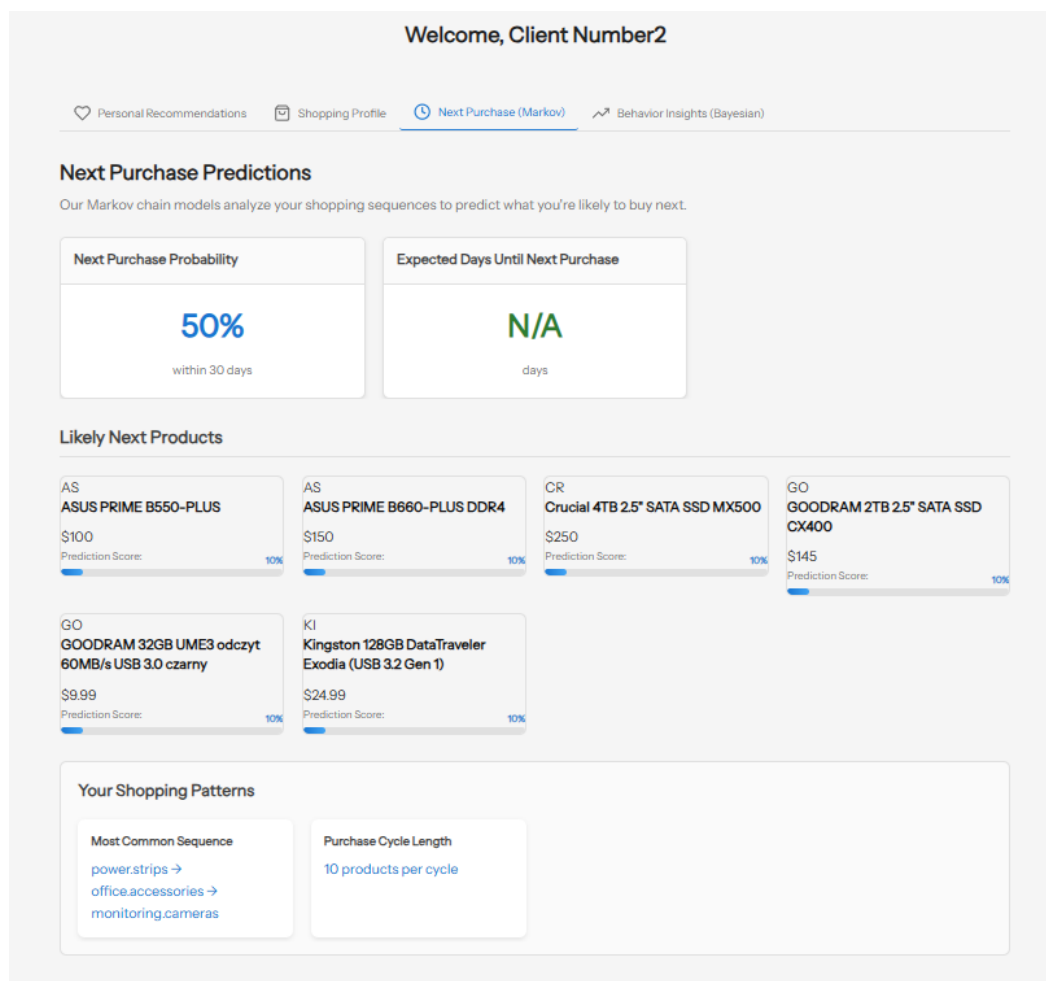 Welcome, Client Number2
Personal Recommendations
Shopping Profile
Next Purchase (Markov)
Behavior Insights (Bayesian)
Next Purchase Predictions
Our Markov chain models analyze your shopping sequences to predict what you're likely to buy next.
Next Purchase Probability
50%
within 30 days
Expected Days Until Next Purchase
N/A
days
Likely Next Products
AS
ASUS PRIME B550-PLUS
$100
Prediction Score:
10%
AS
ASUS PRIME B660-PLUS DDR4
$150
Prediction Score:
10%
CR
Crucial 4TB 2.5" SATA SSD MX500
$250
Prediction Score:
10%
GO
GOODRAM 2TB 2.5" SATA SSD
CX400
$145
Prediction Score:
10%
GO
GOODRAM 32GB UME3 odczyt
60MB/s USB 3.0 czarny
$9.99
Prediction Score:
10%
KI
Kingston 128GB DataTraveler
Exodia (USB 3.2 Gen 1)
$24.99
Prediction Score:
10%
Your Shopping Patterns
Most Common Sequence
power.strips →
office.accessories →
monitoring.cameras
Purchase Cycle Length
10 products per cycle